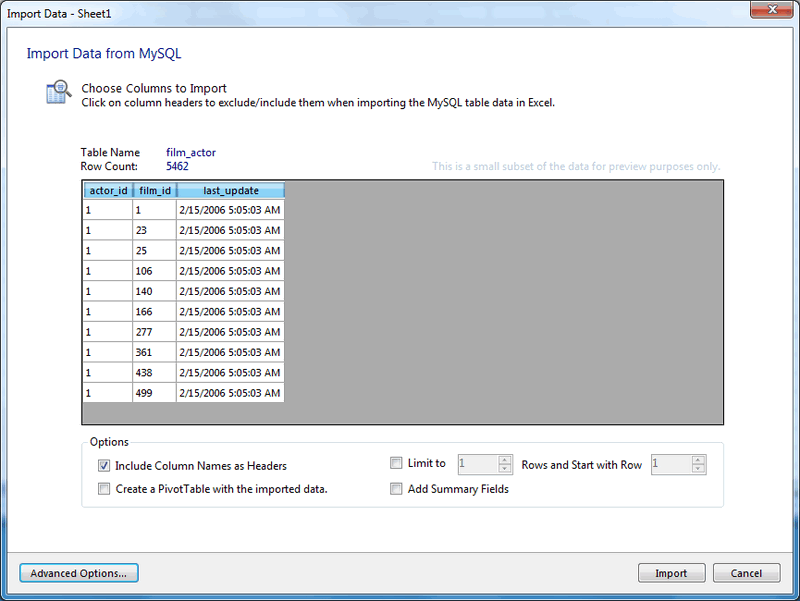 Import Data - Sheet1
Import Data from MySQL
Choose Columns to Import
Click on column headers to exclude/include them when importing the MySQL table data in Excel.
Table Name film_actor
Row Count: 5462 This is a small subset of the data for preview purposes only.
actor_id film_id last_update
1 1 2/15/2006 5:05:03 AM
1 23 2/15/2006 5:05:03 AM
1 25 2/15/2006 5:05:03 AM
1 106 2/15/2006 5:05:03 AM
1 140 2/15/2006 5:05:03 AM
1 166 2/15/2006 5:05:03 AM
1 277 2/15/2006 5:05:03 AM
1 361 2/15/2006 5:05:03 AM
1 438 2/15/2006 5:05:03 AM
1 499 2/15/2006 5:05:03 AM
Options
Include Column Names as Headers Limit to 1 Rows and Start with Row 1
Create a PivotTable with the imported data. Add Summary Fields
Advanced Options... Import Cancel